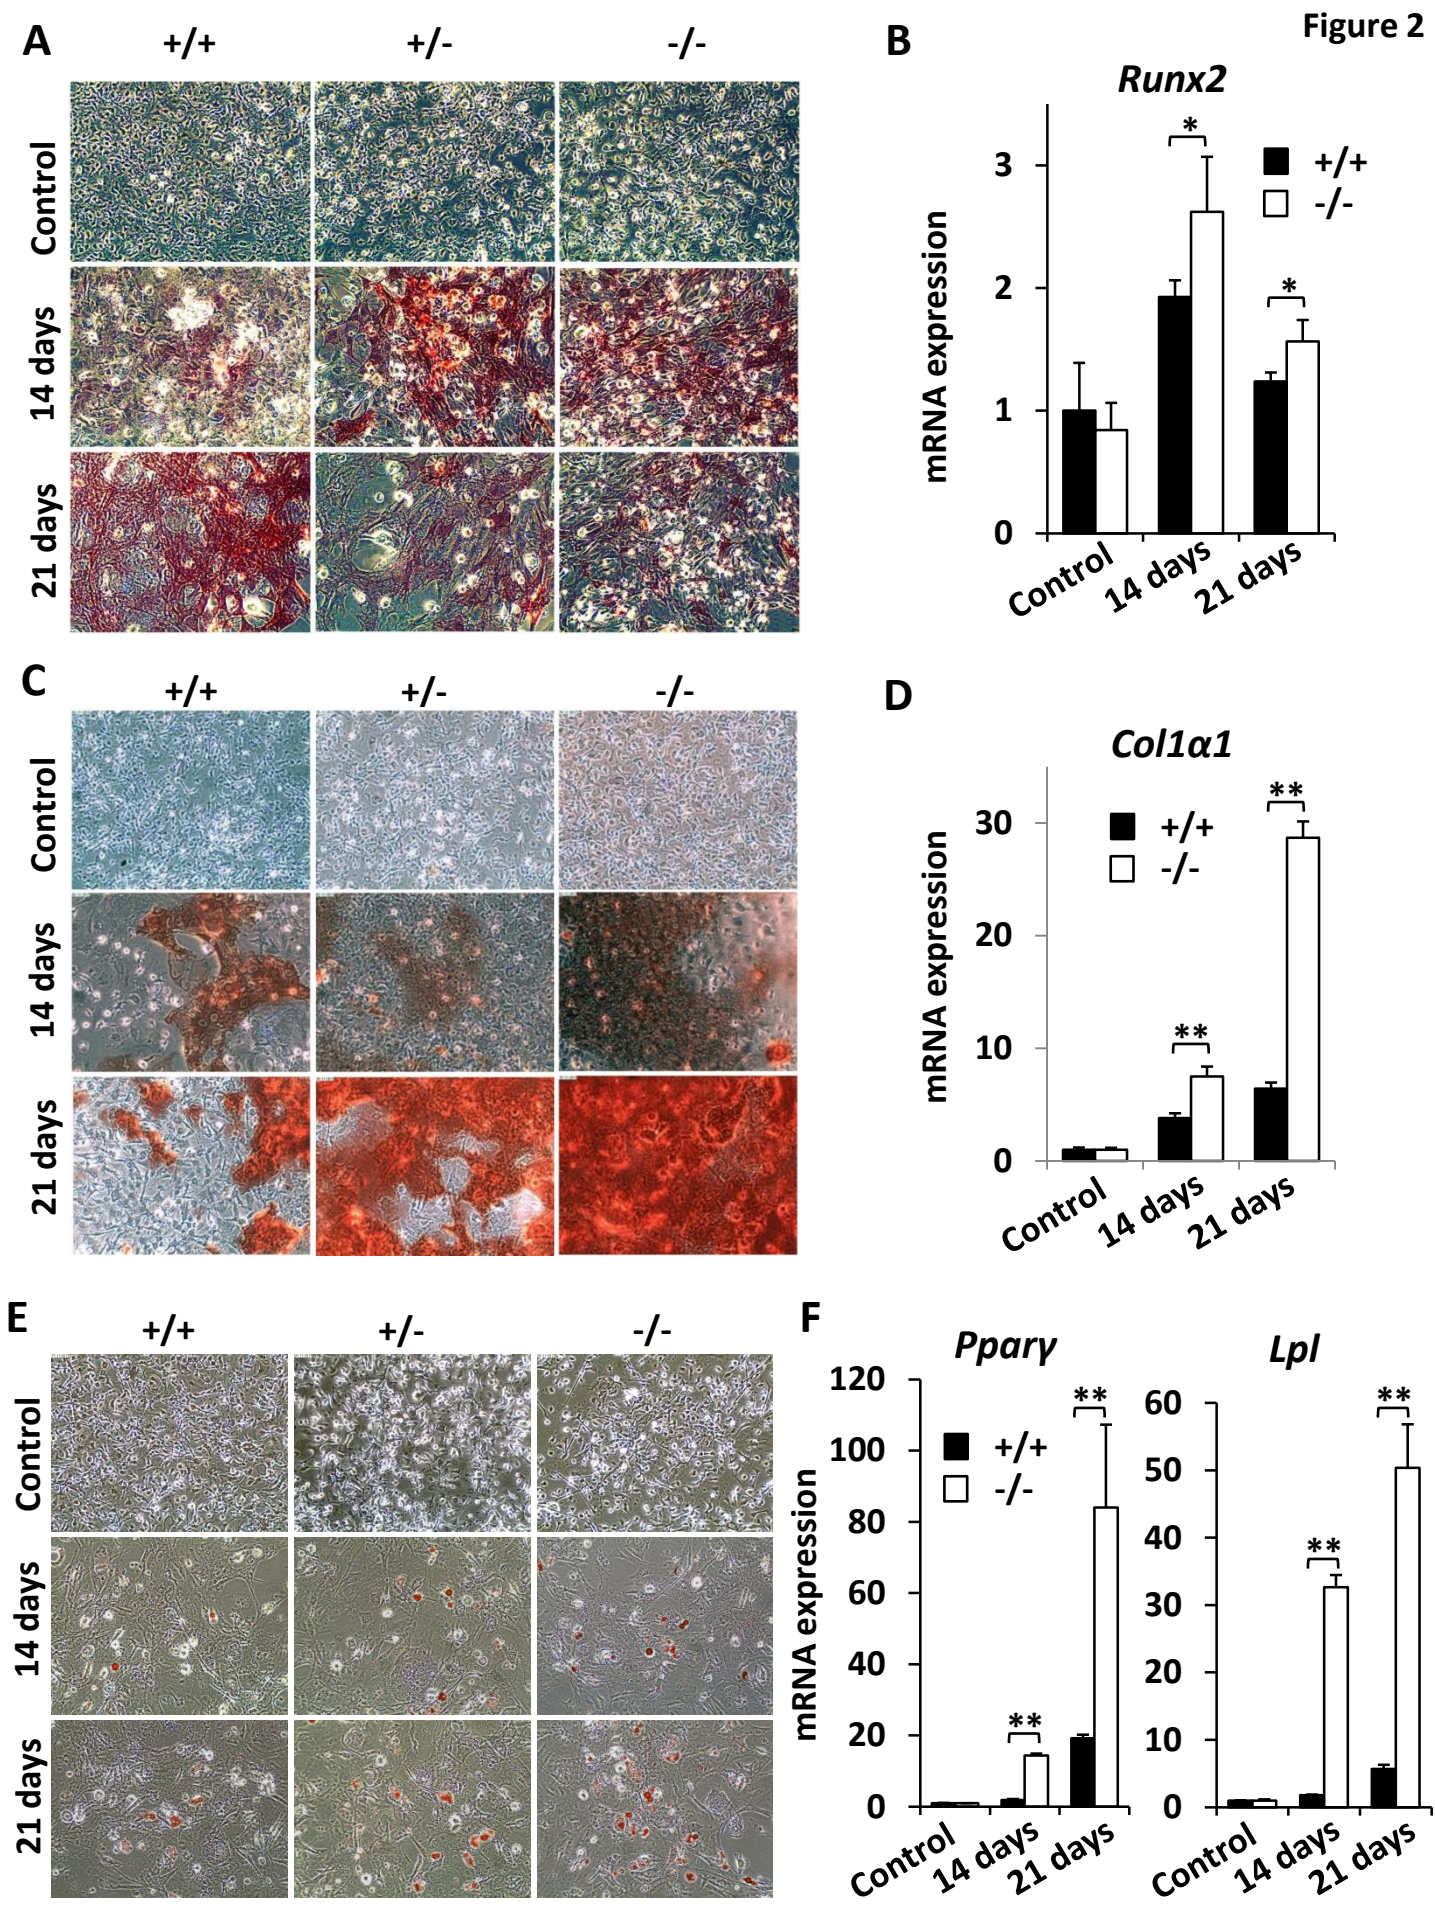 Figure 2
A
+/+ +/- -/-
Control
14 days
21 days
B
Runx2
mRNA expression
3
2
1
0
*
*
+/+
-/-
Control 14 days 21 days
C
+/+ +/- -/-
Control
14 days
21 days
D
Col1α1
mRNA expression
30
20
10
0
**
**
+/+
-/-
Control 14 days 21 days
E
+/+ +/- -/-
Control
14 days
21 days
F
Pparγ
mRNA expression
120
100
80
60
40
20
0
**
**
+/+
-/-
Control 14 days 21 days
Lpl
60
50
40
30
20
10
0
**
**
Control 14 days 21 days